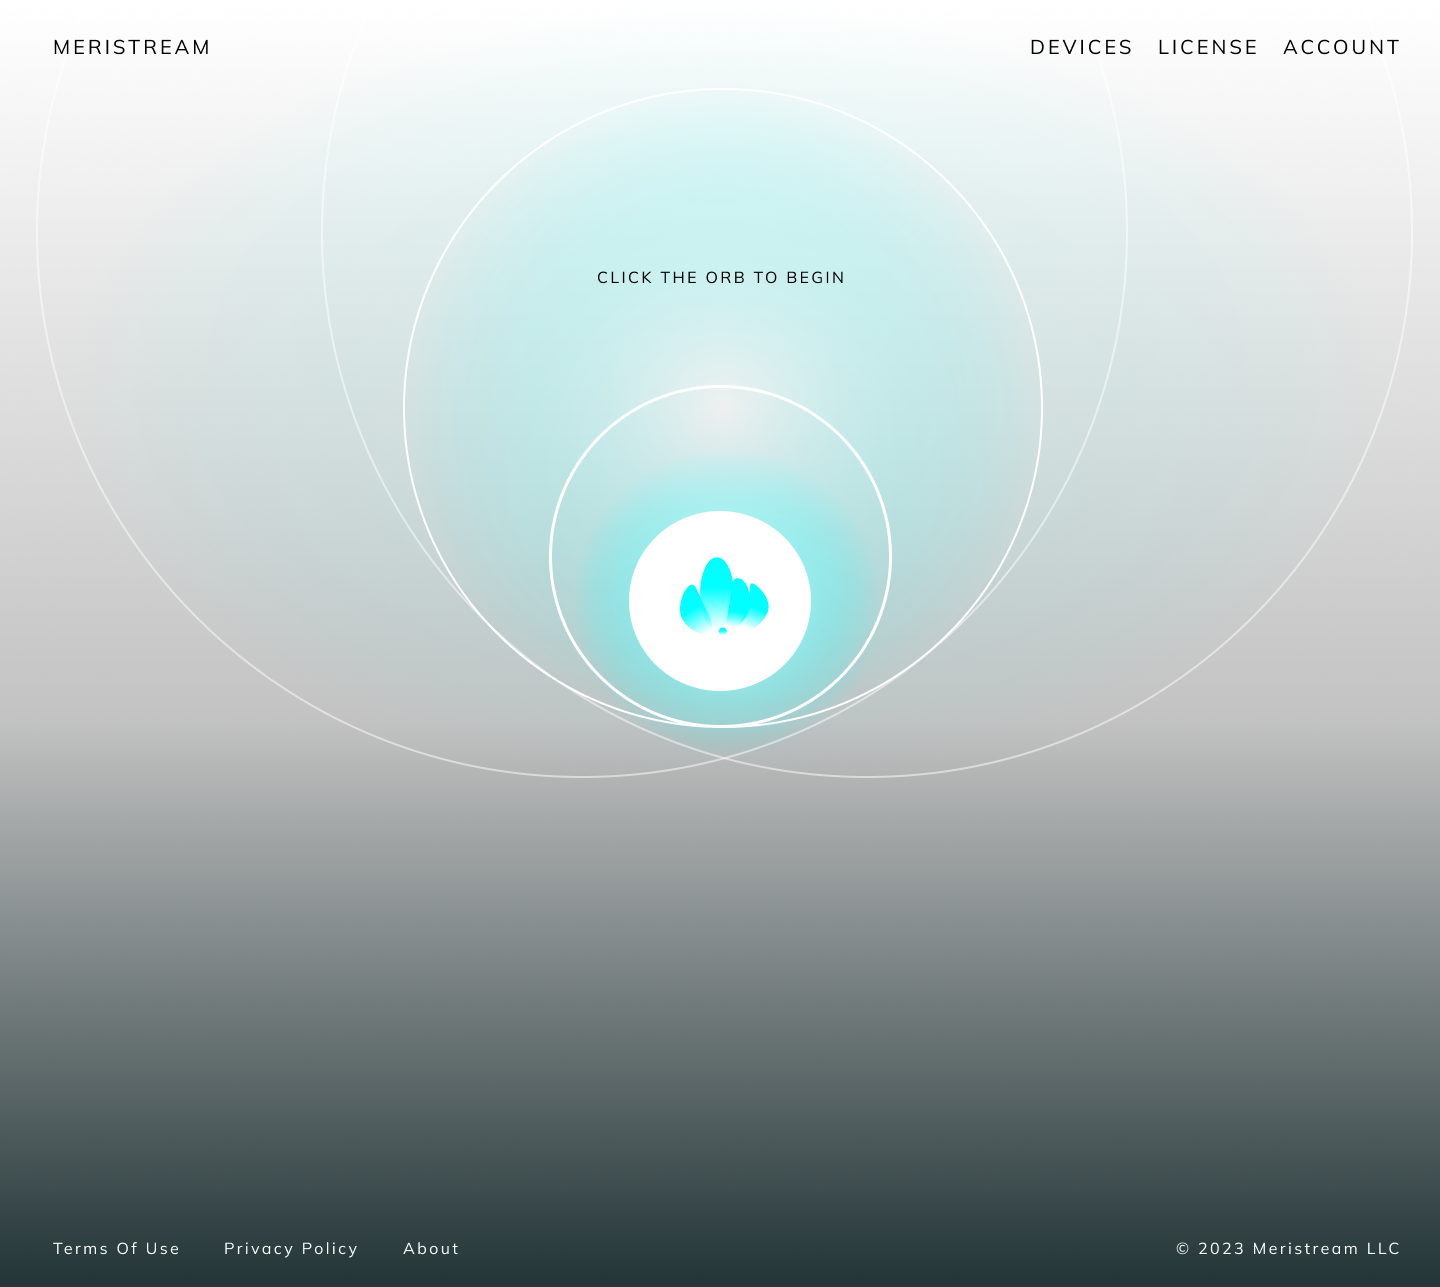 MERISTREAM
DEVICES LICENSE ACCOUNT
CLICK THE ORB TO BEGIN
Terms Of Use Privacy Policy About
© 2023 Meristream LLC